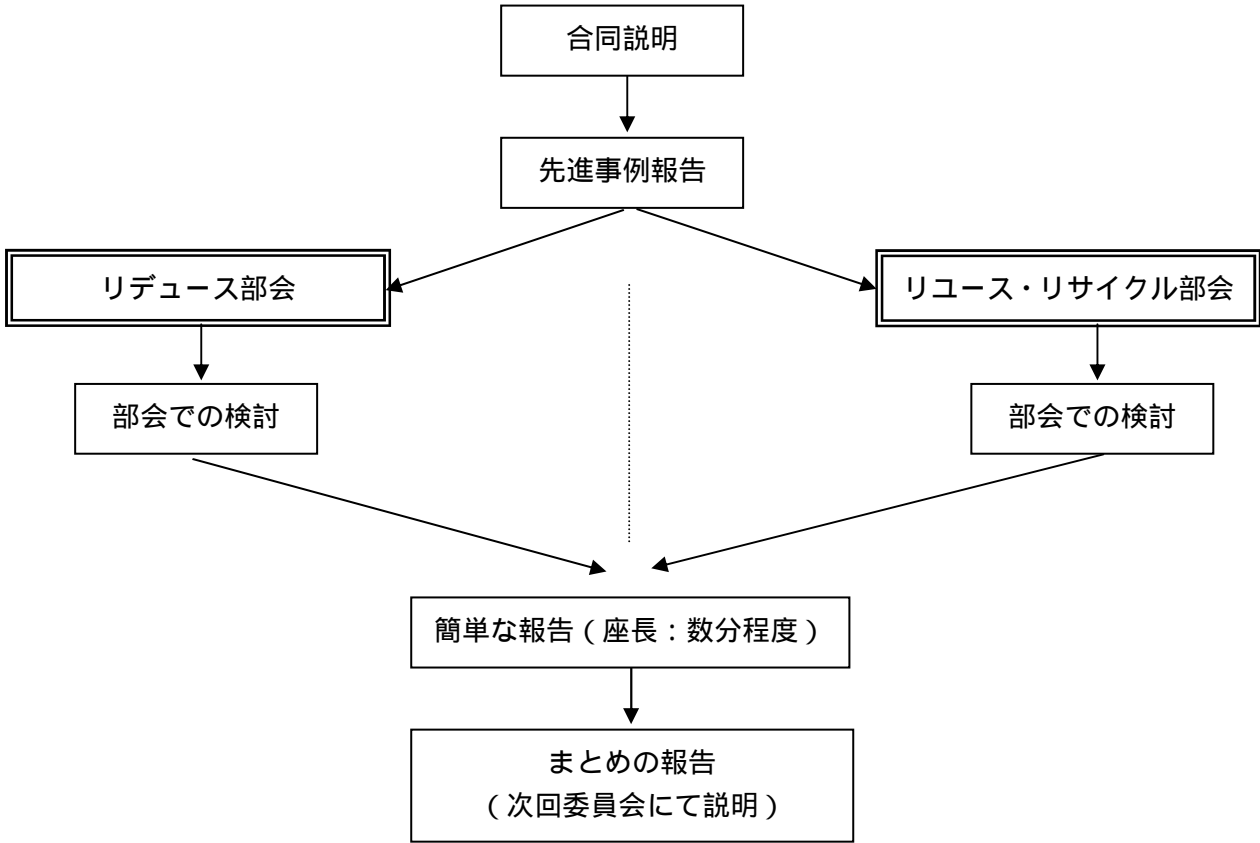 合同説明
先進事例報告
リデュース部会
リユース・リサイクル部会
部会での検討
部会での検討
簡単な報告（座長：数分程度）
まとめの報告
（次回委員会にて説明）